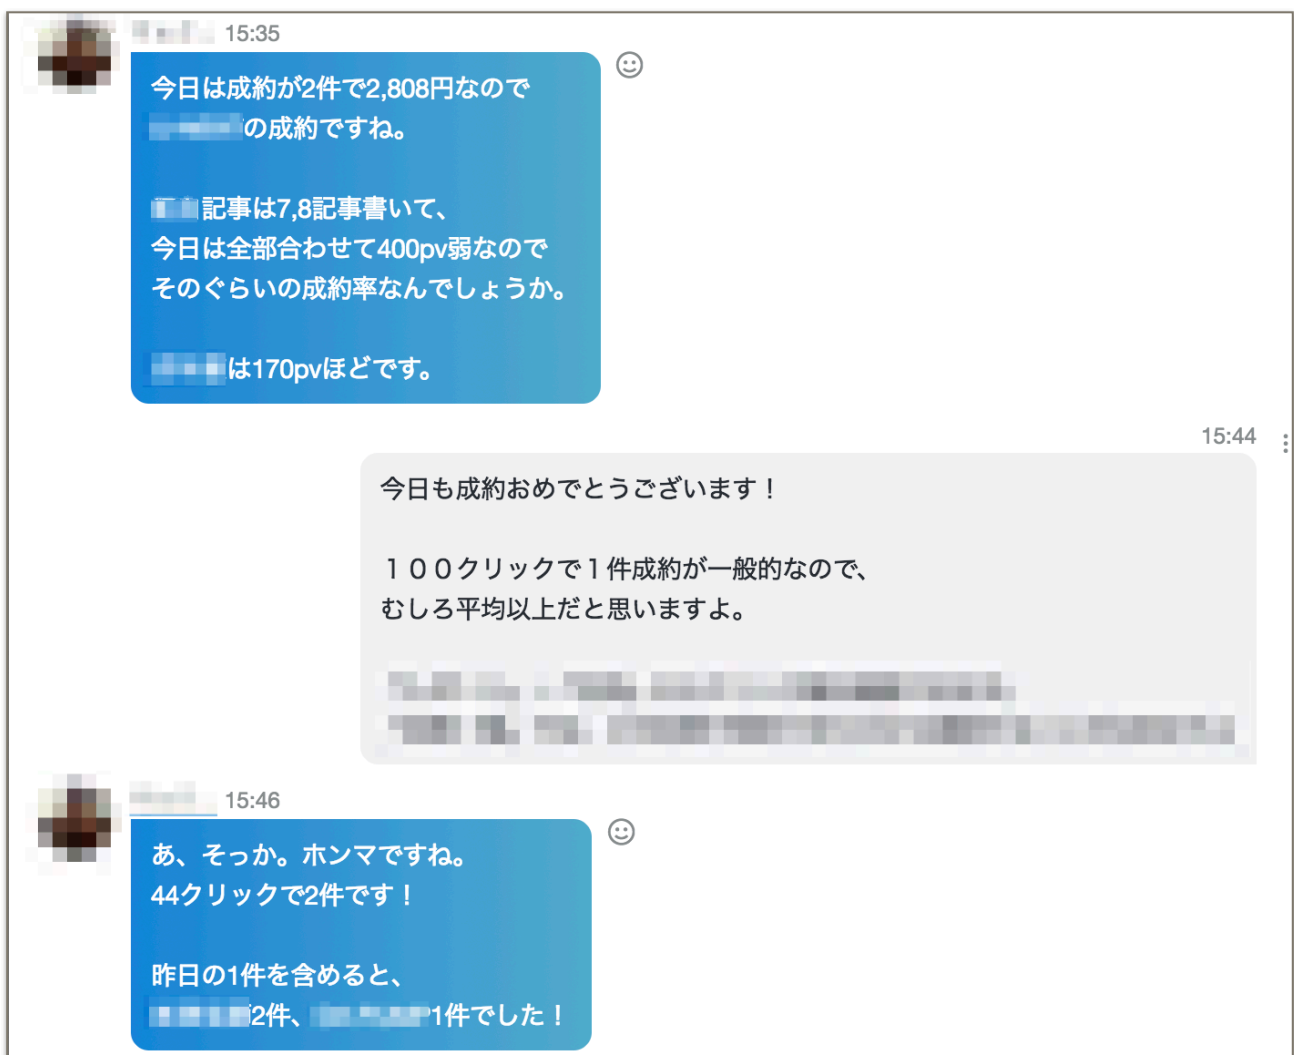 15:35
今日は成約が2件で2,808円なので
の成約ですね。
記事は7,8記事書いて、
今日は全部合わせて400pv弱なので
そのぐらいの成約率なんでしょうか。
は170pvほどです。
15:44
今日も成約おめでとうございます！
１００クリックで１件成約が一般的なので、
むしろ平均以上だと思いますよ。
15:46
あ、そっか。ホンマですね。
44クリックで2件です！
昨日の1件を含めると、
2件、1件でした！